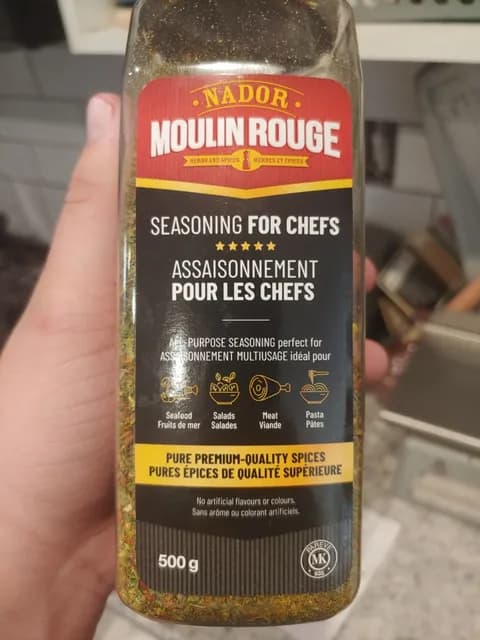 NADOR
MOULIN ROUGE
HERBS AND SPICES HERBES ET ÉPICES
SEASONING FOR CHEFS
ASSAISONNEMENT
POUR LES CHEFS
ALL-PURPOSE SEASONING perfect for
ASSAISONNEMENT MULTIUSAGE idéal pour
Seafood Salads Meat Pasta
Fruits de mer Salades Viande Pâtes
PURE PREMIUM-QUALITY SPICES
PURES ÉPICES DE QUALITÉ SUPÉRIEURE
No artificial flavours or colours.
Sans arôme ou colorant artificiels.
500 g
PAREVE
MK